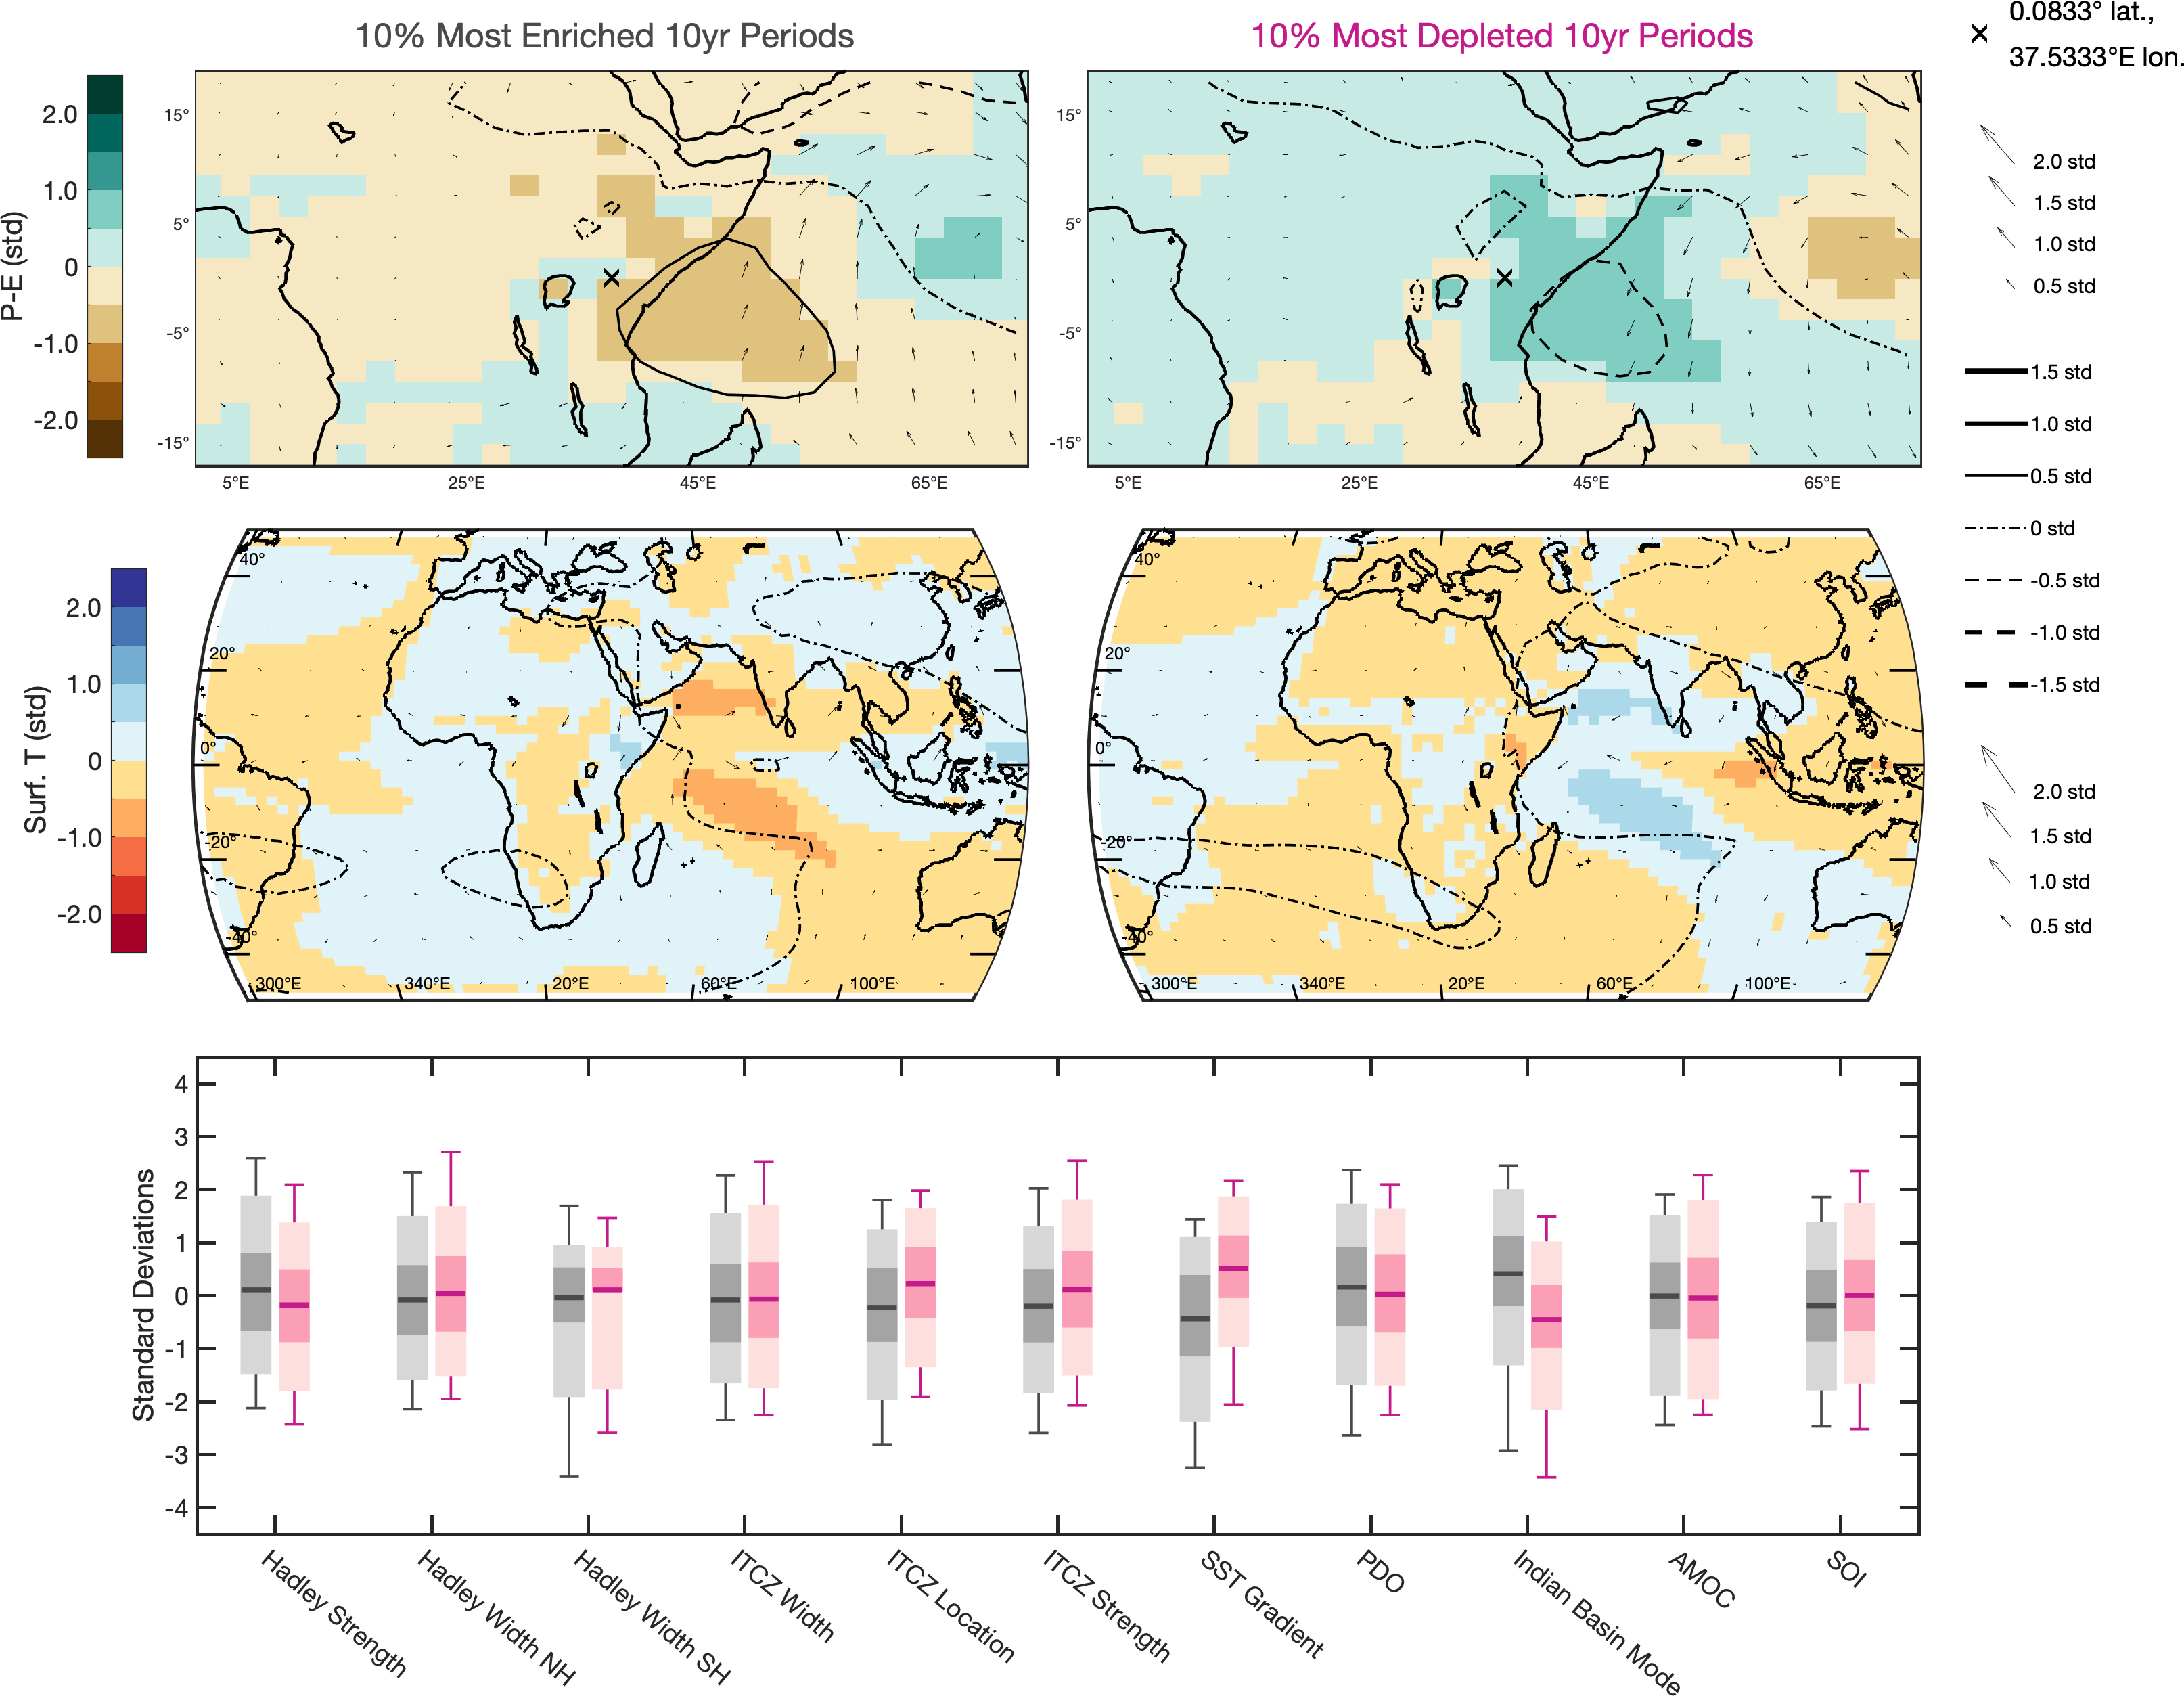 10% Most Enriched 10yr Periods
10% Most Depleted 10yr Periods
0.0833° lat.,
37.5333°E lon.
P-E (std)
2.0
1.0
0
-1.0
-2.0
15°
5°
-5°
-15°
5°E
25°E
45°E
65°E
15°
5°
-5°
-15°
5°E
25°E
45°E
65°E
2.0 std
1.5 std
1.0 std
0.5 std
1.5 std
1.0 std
0.5 std
0 std
-0.5 std
-1.0 std
-1.5 std
Surf. T (std)
2.0
1.0
0
-1.0
-2.0
40°
20°
0°
-20°
-40°
300°E
340°E
20°E
60°E
100°E
40°
20°
0°
-20°
-40°
300°E
340°E
20°E
60°E
100°E
2.0 std
1.5 std
1.0 std
0.5 std
Standard Deviations
4
3
2
1
0
-1
-2
-3
-4
Hadley Strength
Hadley Width NH
Hadley Width SH
ITCZ Width
ITCZ Location
ITCZ Strength
SST Gradient
PDO
Indian Basin Mode
AMOC
SOI